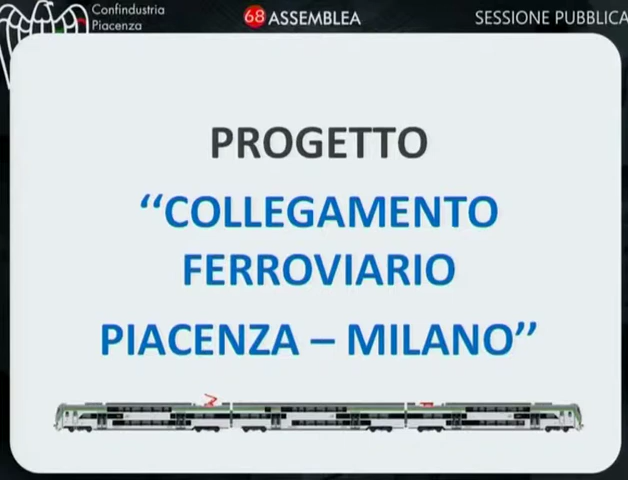 Confindustria
Piacenza
68 ASSEMBLEA
SESSIONE PUBBLICA
PROGETTO
‘‘COLLEGAMENTO
FERROVIARIO
PIACENZA – MILANO’’